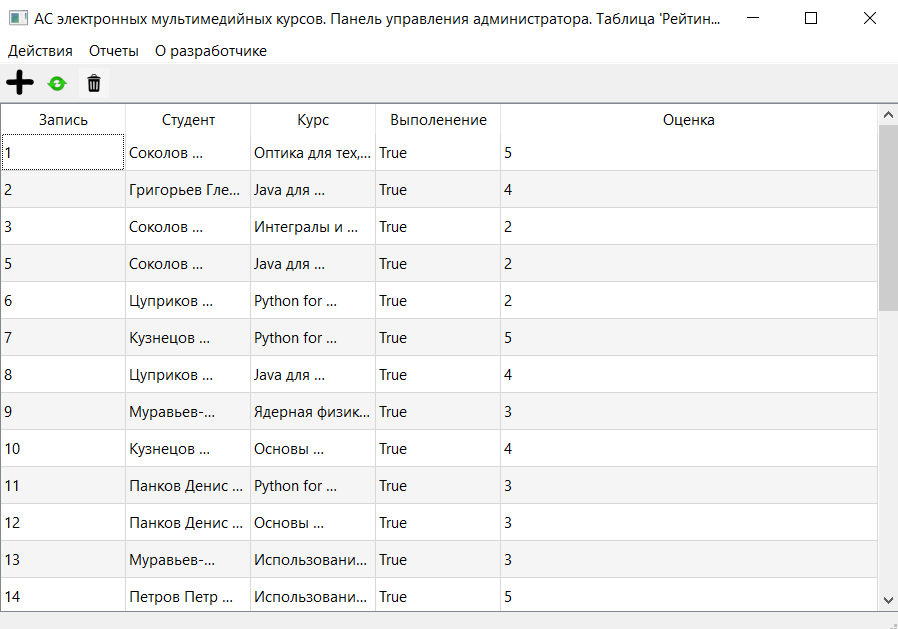 АС электронных мультимедийных курсов. Панель управления администратора. Таблица 'Рейтин...
Действия Отчеты О разработчике
Запись Студент Курс Выполенение Оценка
1 Соколов ... Оптика для тех,... True 5
2 Григорьев Гле... Java для ... True 4
3 Соколов ... Интегралы и ... True 2
5 Соколов ... Java для ... True 2
6 Цуприков ... Python for ... True 2
7 Кузнецов ... Python for ... True 5
8 Цуприков ... Java для ... True 4
9 Муравьев-... Ядерная физик... True 3
10 Кузнецов ... Основы ... True 4
11 Панков Денис ... Python for ... True 3
12 Панков Денис ... Основы ... True 3
13 Муравьев-... Использовани... True 3
14 Петров Петр ... Использовани... True 5